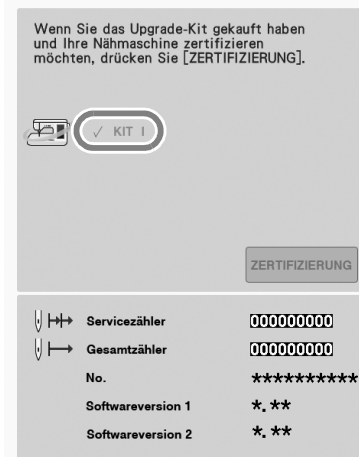 Wenn Sie das Upgrade-Kit gekauft haben
und Ihre Nähmaschine zertifizieren
möchten, drücken Sie [ZERTIFIZIERUNG].
✓ KIT I
ZERTIFIZIERUNG
Servicezähler 000000000
Gesamtzähler 000000000
No. **********
Softwareversion 1 *.**
Softwareversion 2 *.**